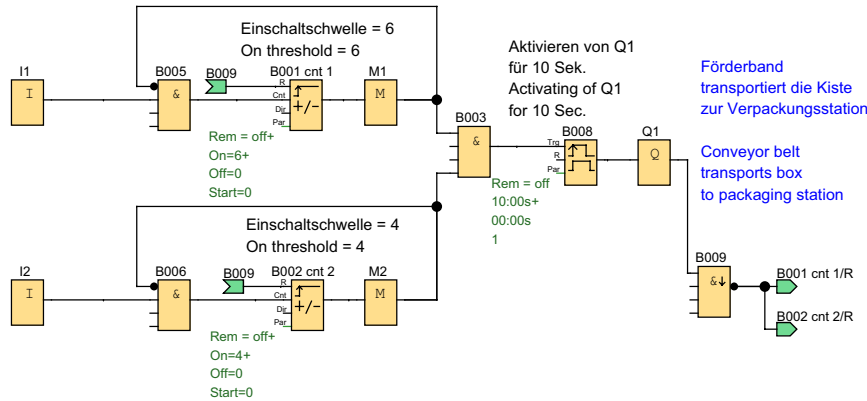 Einschaltschwelle = 6
On threshold = 6
I1
I
B005
&
B009
B001 cnt 1
R
Cnt
Dir
Par
+/-
M1
M
Rem = off+
On=6+
Off=0
Start=0
Aktivieren von Q1
für 10 Sek.
Activating of Q1
for 10 Sec.
B003
&
B008
Trg
R
Par
Rem = off
10:00s+
00:00s
1
Q1
Q
Förderband
transportiert die Kiste
zur Verpackungsstation
Conveyor belt
transports box
to packaging station
Einschaltschwelle = 4
On threshold = 4
I2
I
B006
&
B009
B002 cnt 2
R
Cnt
Dir
Par
+/-
M2
M
Rem = off+
On=4+
Off=0
Start=0
B009
&↓
B001 cnt 1/R
B002 cnt 2/R